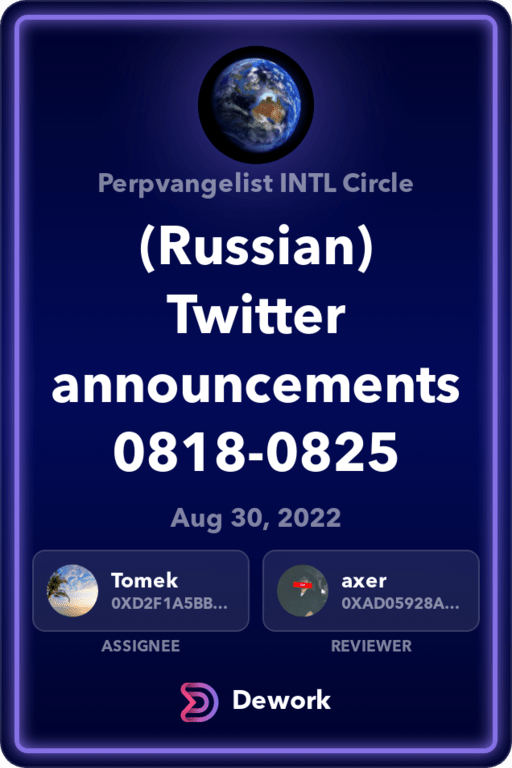 Perpvangelist INTL Circle
(Russian)
Twitter
announcements
0818-0825
Aug 30, 2022
Tomek
0XD2F1A5BB...
axer
0XAD05928A...
ASSIGNEE
REVIEWER
Dework